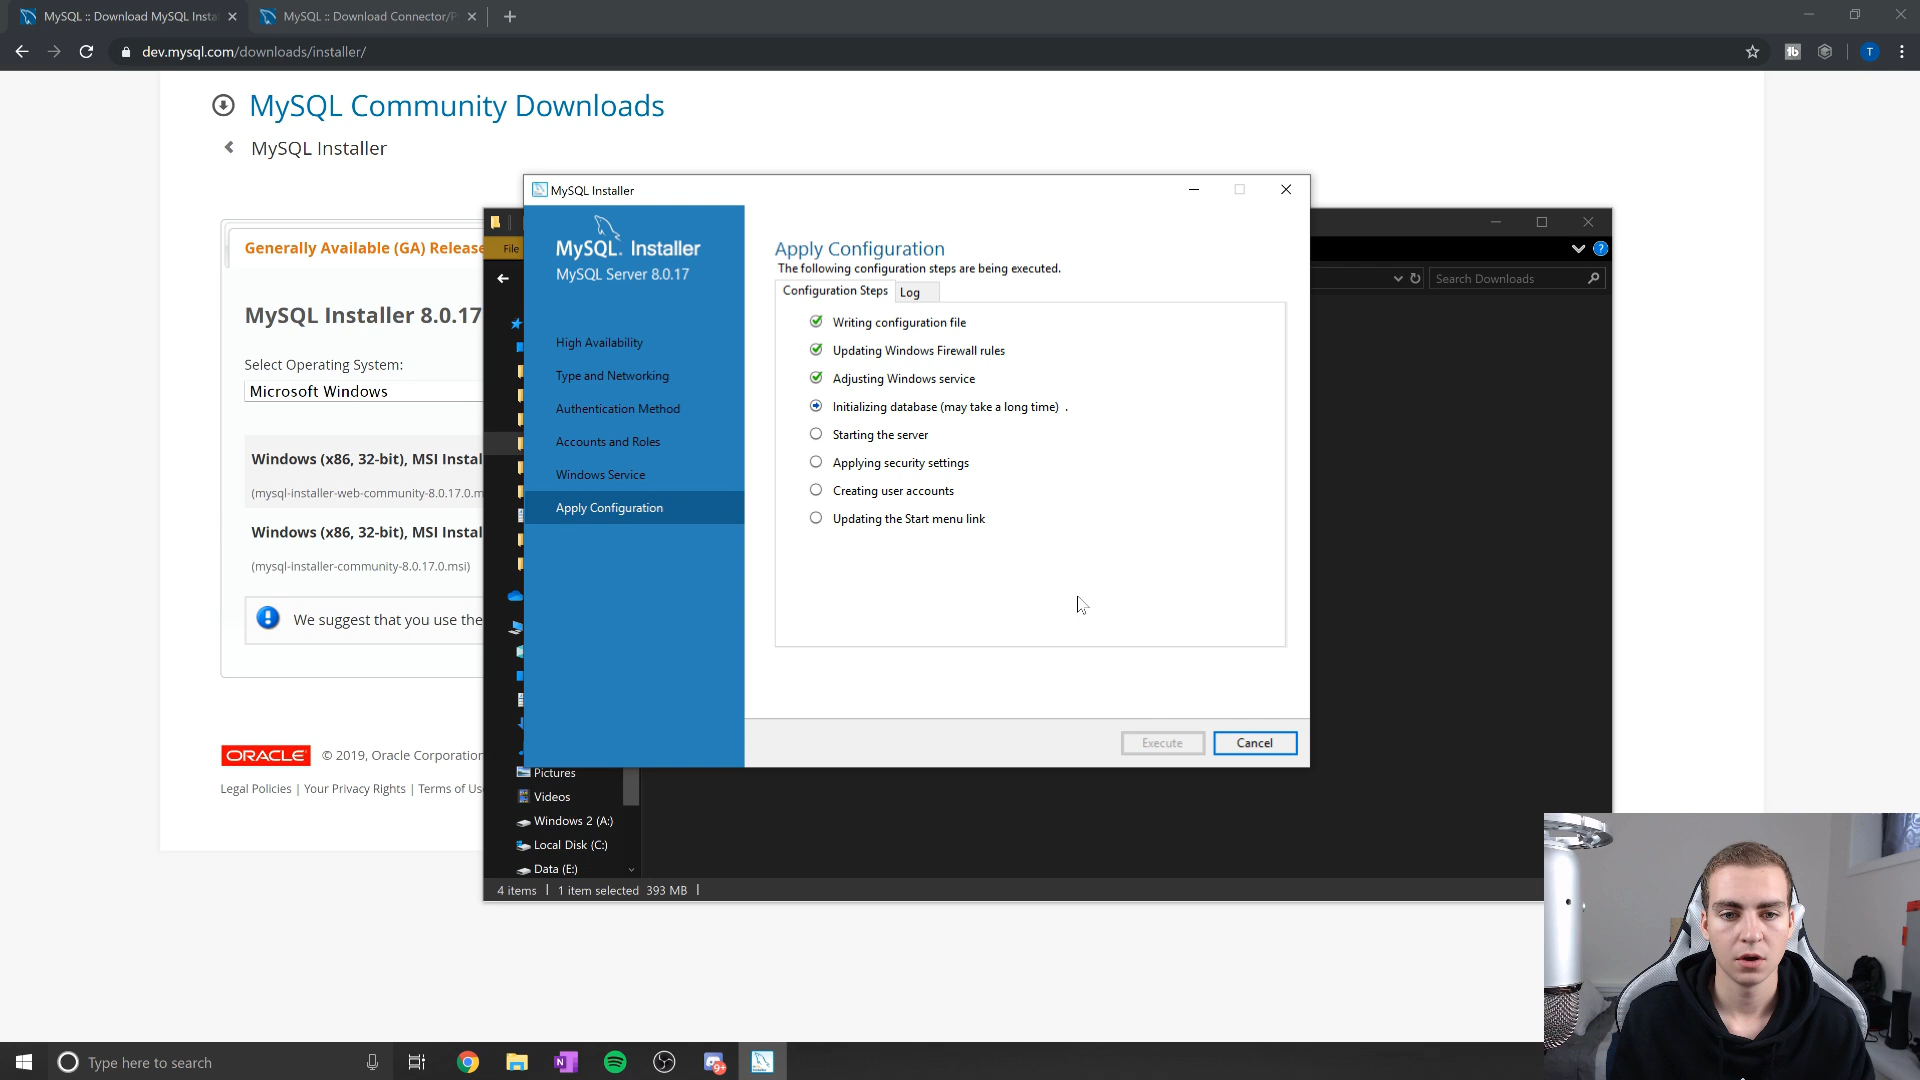 MySQL :: Download MySQL Insta
MySQL :: Download Connector/P
dev.mysql.com/downloads/installer/
T
MySQL Community Downloads
MySQL Installer
Generally Available (GA) Release
MySQL Installer 8.0.17
Select Operating System:
Microsoft Windows
Windows (x86, 32-bit), MSI Instal
(mysql-installer-web-community-8.0.17.0.m
Windows (x86, 32-bit), MSI Instal
(mysql-installer-community-8.0.17.0.msi)
We suggest that you use the
ORACLE
© 2019, Oracle Corporation
Legal Policies | Your Privacy Rights | Terms of Us
File
Search Downloads
MySQL Installer
MySQL. Installer
MySQL Server 8.0.17
High Availability
Type and Networking
Authentication Method
Accounts and Roles
Windows Service
Apply Configuration
Apply Configuration
The following configuration steps are being executed.
Configuration Steps
Log
Writing configuration file
Updating Windows Firewall rules
Adjusting Windows service
Initializing database (may take a long time) .
Starting the server
Applying security settings
Creating user accounts
Updating the Start menu link
Execute
Cancel
Pictures
Videos
Windows 2 (A:)
Local Disk (C:)
Data (E:)
4 items
1 item selected 393 MB
Type here to search
N
9+